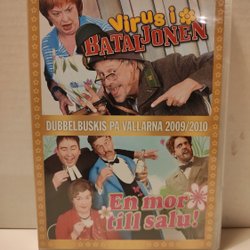 Virus i
BATALJONEN
DUBBELBUSKIS PÅ VALLARNA 2009/2010
En mor
till salu!